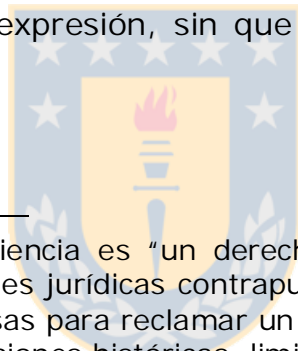 expresión, sin que
iencia es "un derech
es jurídicas contrapu
sas para reclamar un